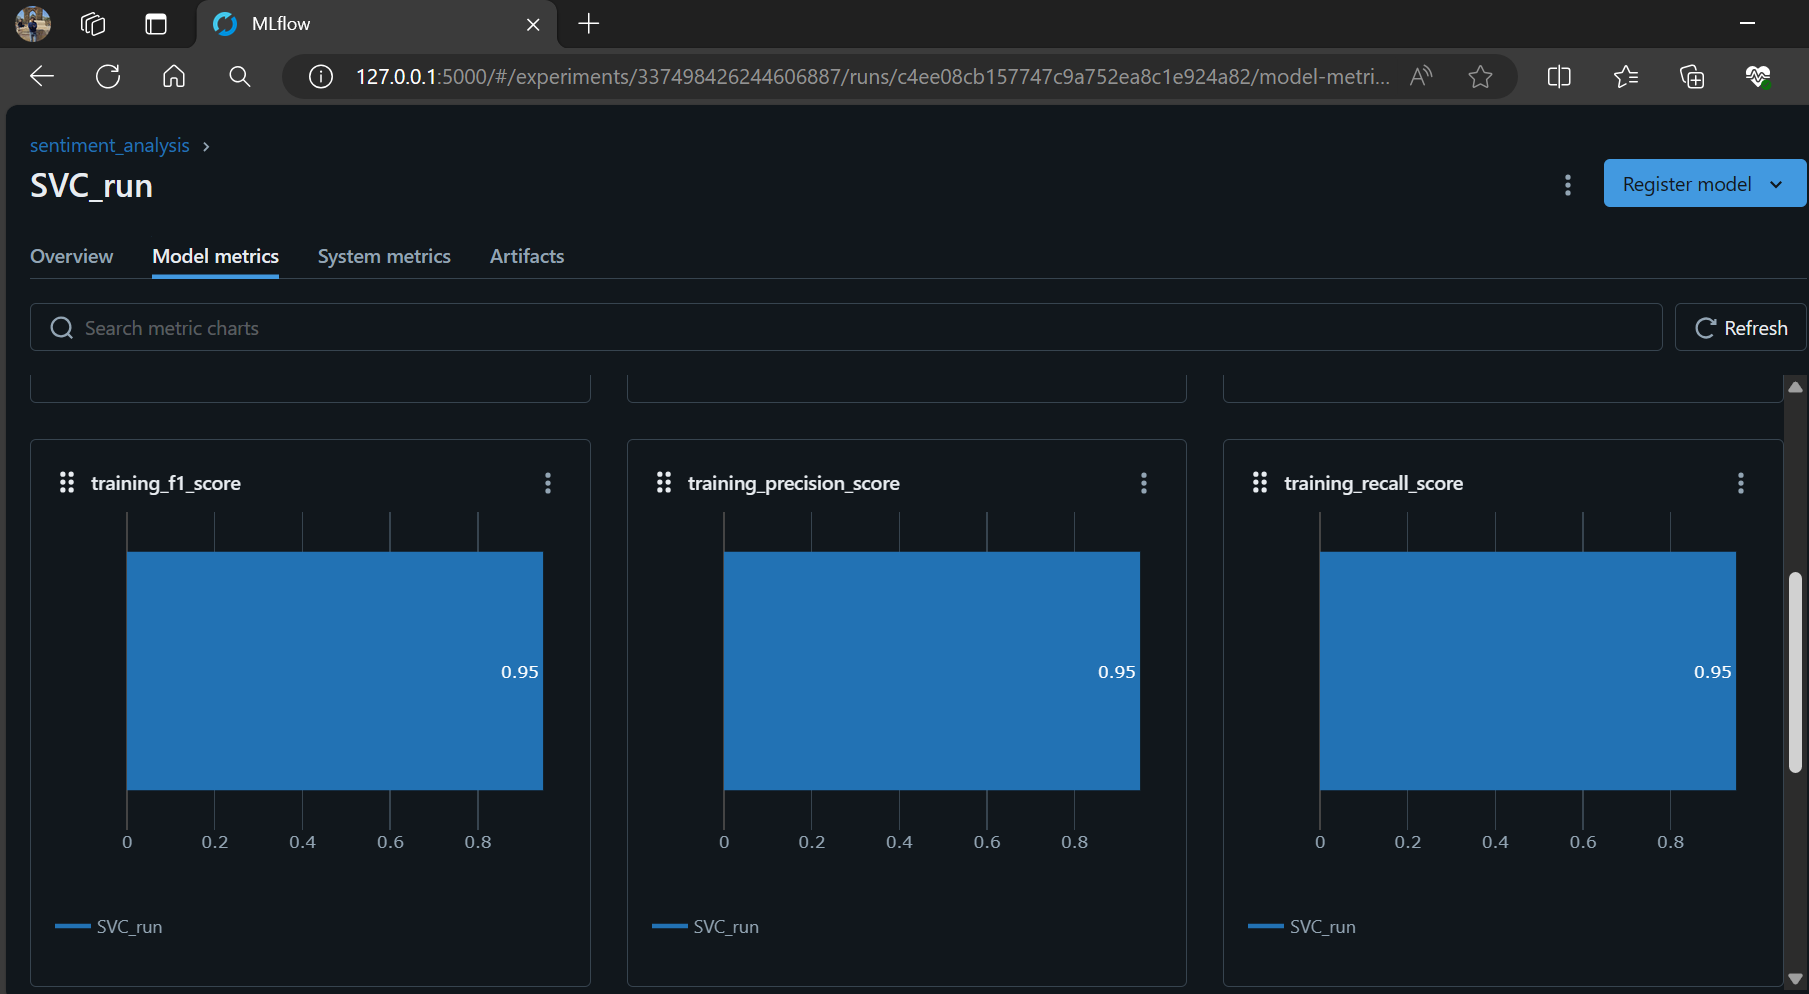 MLflow
127.0.0.1:5000/#/experiments/337498426244606887/runs/c4ee08cb157747c9a752ea8c1e924a82/model-metri...
sentiment_analysis
SVC_run
Register model
Overview Model metrics System metrics Artifacts
Search metric charts
Refresh
training_f1_score
0.95
0 0.2 0.4 0.6 0.8
SVC_run
training_precision_score
0.95
0 0.2 0.4 0.6 0.8
SVC_run
training_recall_score
0.95
0 0.2 0.4 0.6 0.8
SVC_run